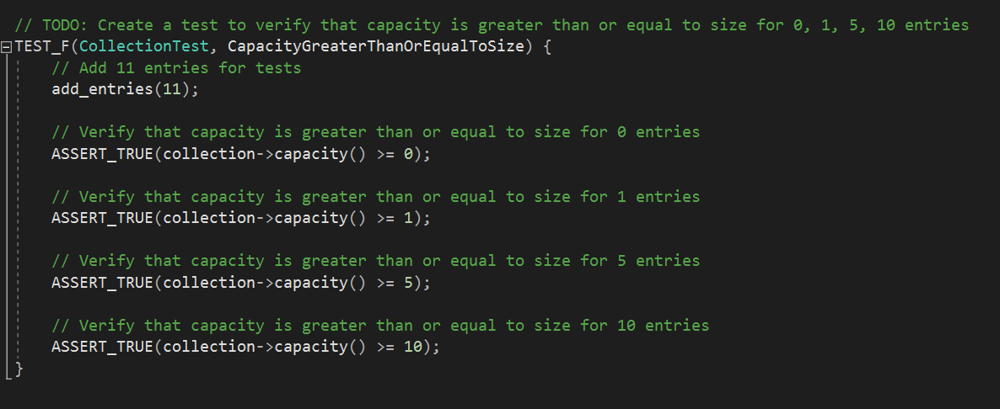 // TODO: Create a test to verify that capacity is greater than or equal to size for 0, 1, 5, 10 entries
TEST_F(CollectionTest, CapacityGreaterThanOrEqualToSize) {
// Add 11 entries for tests
add_entries(11);
// Verify that capacity is greater than or equal to size for 0 entries
ASSERT_TRUE(collection->capacity() >= 0);
// Verify that capacity is greater than or equal to size for 1 entries
ASSERT_TRUE(collection->capacity() >= 1);
// Verify that capacity is greater than or equal to size for 5 entries
ASSERT_TRUE(collection->capacity() >= 5);
// Verify that capacity is greater than or equal to size for 10 entries
ASSERT_TRUE(collection->capacity() >= 10);
}